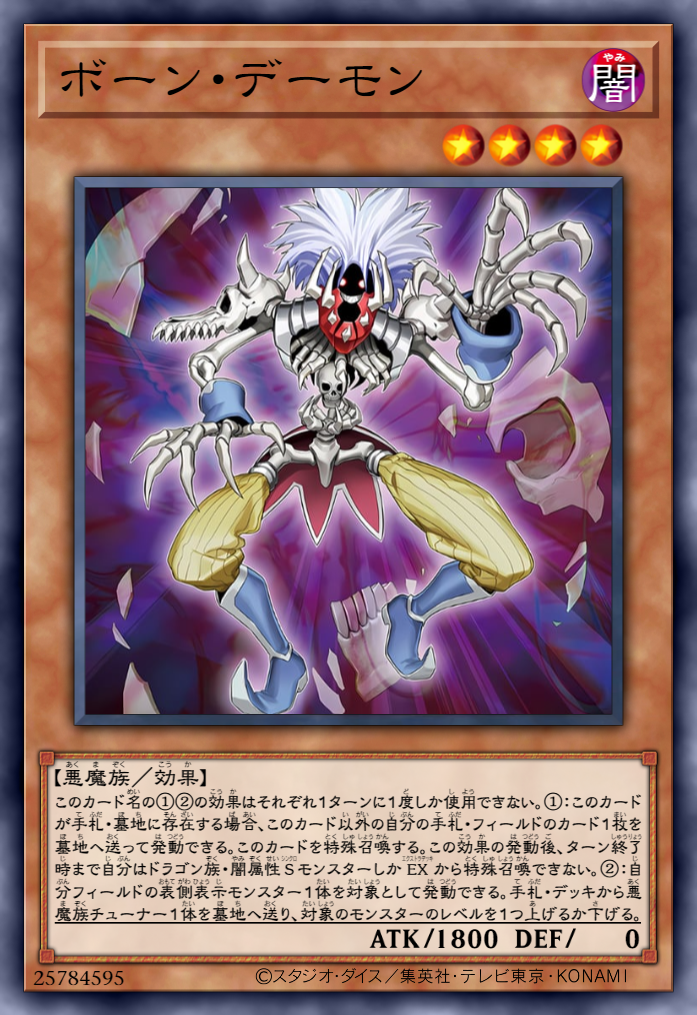 ボーン・デーモン
やみ
闇
【悪魔族／効果】
このカード名の①②の効果はそれぞれ1ターンに1度しか使用できない。①：このカード
が手札・墓地に存在する場合、このカード以外の自分の手札・フィールドのカード1枚を
墓地へ送って発動できる。このカードを特殊召喚する。この効果の発動後、ターン終了
時まで自分はドラゴン族・闇属性Ｓモンスターしか EX から特殊召喚できない。②：自
分フィールドの表側表示モンスター1体を対象として発動できる。手札・デッキから悪
魔族チューナー1体を墓地へ送り、対象のモンスターのレベルを1つ上げるか下げる。
ATK/1800 DEF/ 0
25784595 ©スタジオ・ダイス／集英社・テレビ東京・KONAMI